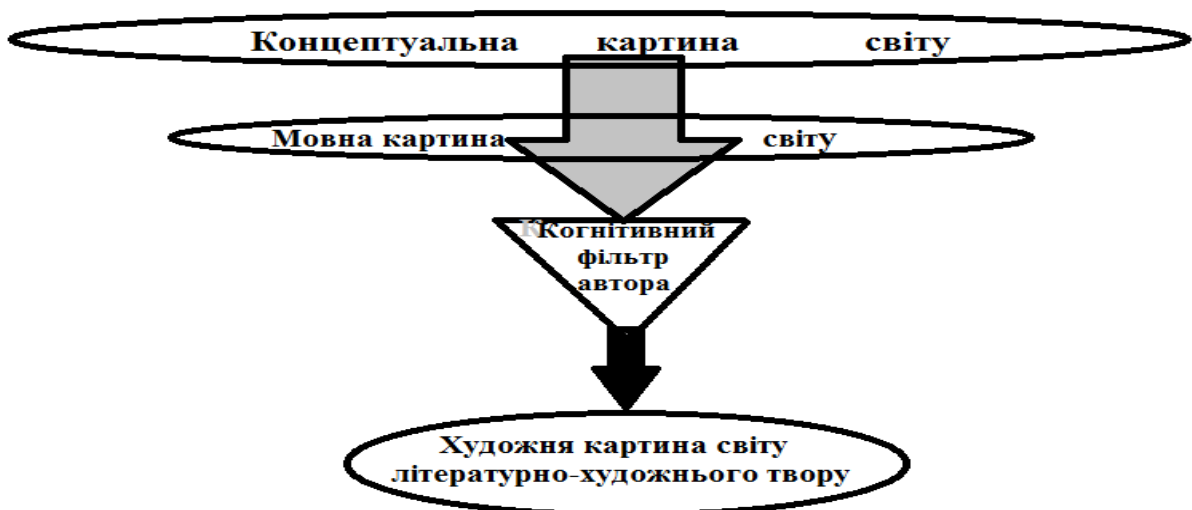 Концептуальна картина світу
Мовна картина світу
Когнітивний
фільтр
автора
Художня картина світу
літературно-художнього твору